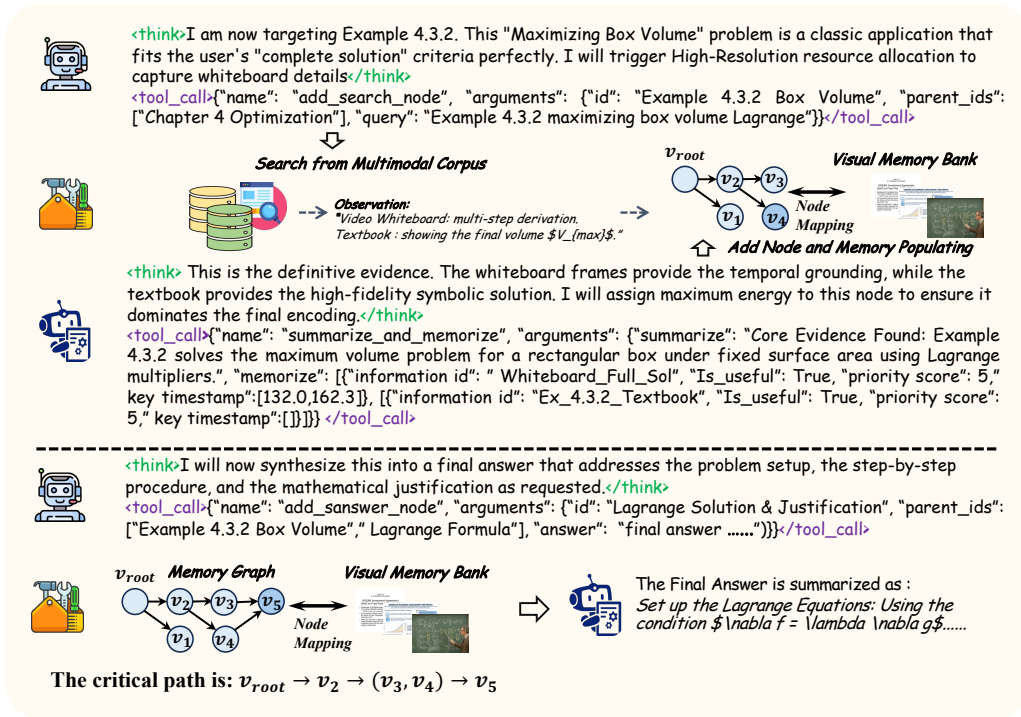 <think>I am now targeting Example 4.3.2. This "Maximizing Box Volume" problem is a classic application that
fits the user's "complete solution" criteria perfectly. I will trigger High-Resolution resource allocation to
capture whiteboard details</think>
<tool_call>{“name”: “add_search_node”, “arguments”: {“id”: “Example 4.3.2 Box Volume”, “parent_ids”:
[“Chapter 4 Optimization”], “query”: “Example 4.3.2 maximizing box volume Lagrange”}}</tool_call>
Search from Multimodal Corpus
Observation:
"Video Whiteboard: multi-step derivation.
Textbook : showing the final volume $V_{max}$.”
v_root
v_2
v_3
v_1
v_4
Node
Mapping
Visual Memory Bank
Add Node and Memory Populating
<think> This is the definitive evidence. The whiteboard frames provide the temporal grounding, while the
textbook provides the high-fidelity symbolic solution. I will assign maximum energy to this node to ensure it
dominates the final encoding.</think>
<tool_call>{“name”: “summarize_and_memorize”, “arguments”: {“summarize”: “Core Evidence Found: Example
4.3.2 solves the maximum volume problem for a rectangular box under fixed surface area using Lagrange
multipliers.”, “memorize”: [{“information id”: ” Whiteboard_Full_Sol”, “Is_useful”: True, “priority score”: 5,”
key timestamp”:[132.0,162.3]}, [{“information id”: “Ex_4.3.2_Textbook”, “Is_useful”: True, “priority score”:
5,” key timestamp”:[]}]}} </tool_call>
<think>I will now synthesize this into a final answer that addresses the problem setup, the step-by-step
procedure, and the mathematical justification as requested.</think>
<tool_call>{“name”: “add_sanswer_node”, “arguments”: {“id”: “Lagrange Solution & Justification”, “parent_ids”:
[“Example 4.3.2 Box Volume”,” Lagrange Formula”], “answer”: “final answer ......”)}}</tool_call>
v_root
Memory Graph
v_2
v_3
v_5
v_1
v_4
Node
Mapping
Visual Memory Bank
The Final Answer is summarized as :
Set up the Lagrange Equations: Using the
condition $\nabla f = \lambda \nabla g$......
The critical path is: v_root → v_2 → (v_3, v_4) → v_5